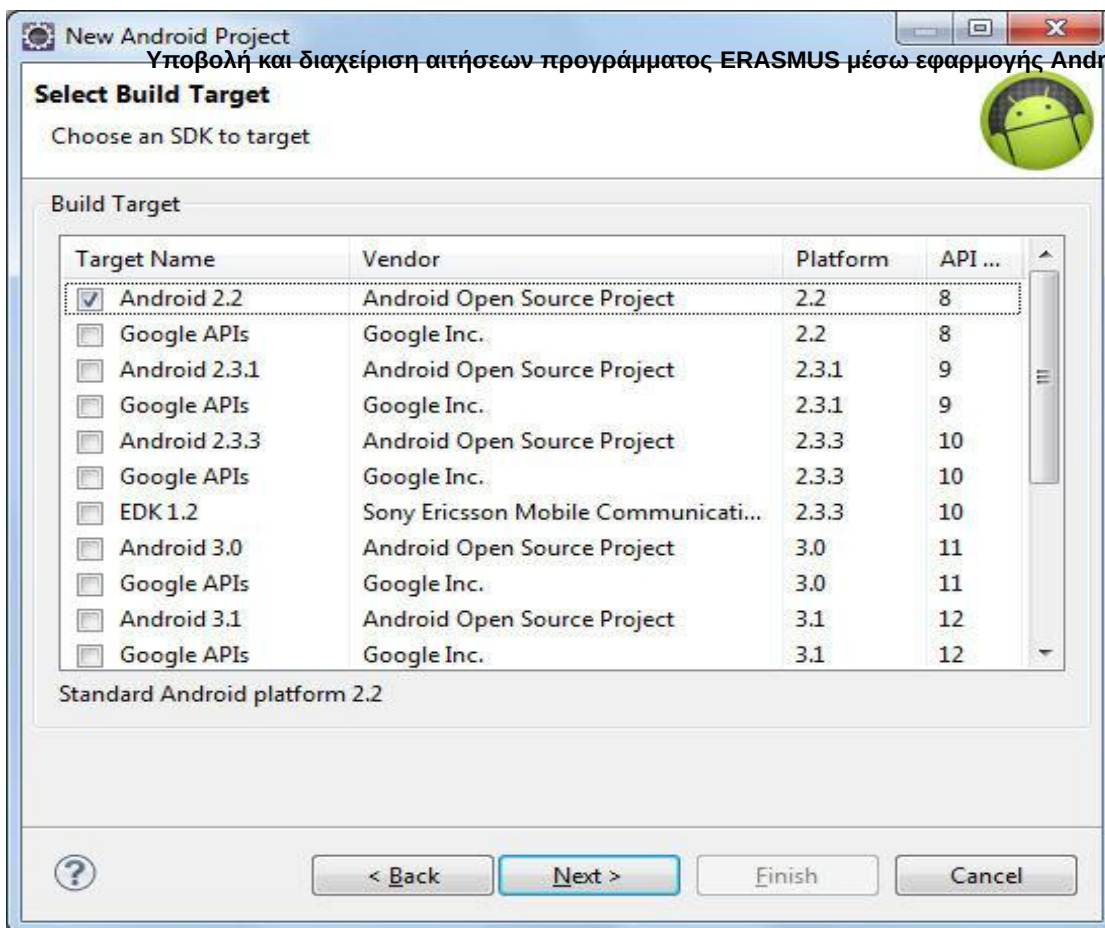 New Android Project
Υποβολή και διαχείριση αιτήσεων προγράμματος ERASMUS μέσω εφαρμογής Andr
Select Build Target
Choose an SDK to target
Build Target
Target Name Vendor Platform API ...
Android 2.2 Android Open Source Project 2.2 8
Google APIs Google Inc. 2.2 8
Android 2.3.1 Android Open Source Project 2.3.1 9
Google APIs Google Inc. 2.3.1 9
Android 2.3.3 Android Open Source Project 2.3.3 10
Google APIs Google Inc. 2.3.3 10
EDK 1.2 Sony Ericsson Mobile Communicati... 2.3.3 10
Android 3.0 Android Open Source Project 3.0 11
Google APIs Google Inc. 3.0 11
Android 3.1 Android Open Source Project 3.1 12
Google APIs Google Inc. 3.1 12
Standard Android platform 2.2
? < Back Next > Finish Cancel